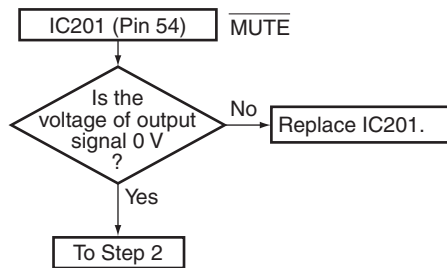 IC201 (Pin 54)
MUTE
Is the
voltage of output
signal 0 V
?
No
Replace IC201.
Yes
To Step 2